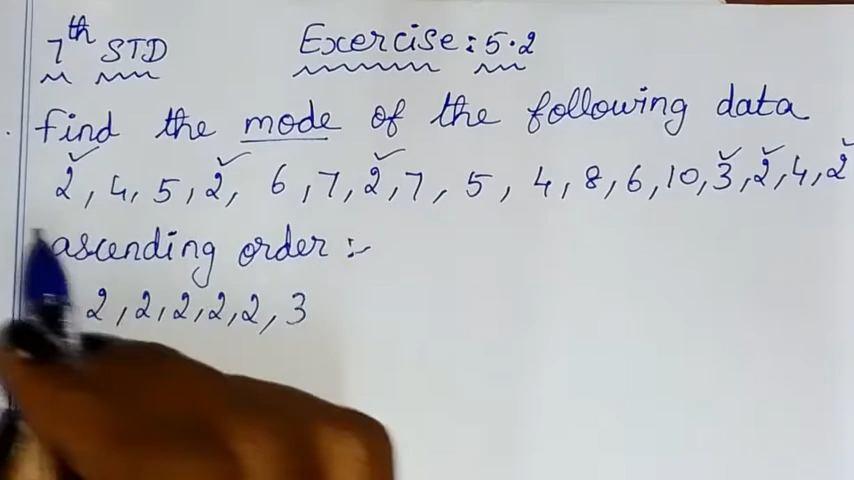 7th STD Exercise: 5.2
find the mode of the following data
2, 4, 5, 2, 6, 7, 2, 7, 5, 4, 8, 6, 10, 3, 2, 4, 2
ascending order :-
2, 2, 2, 2, 2, 3